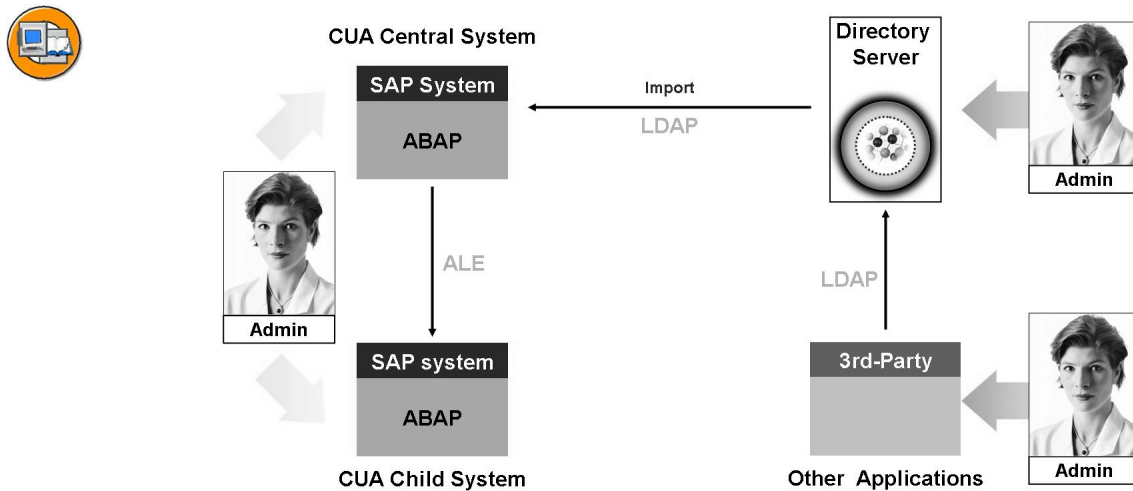 CUA Central System
SAP System
ABAP
ALE
Admin
SAP system
ABAP
CUA Child System
Import
LDAP
Directory
Server
Admin
LDAP
3rd-Party
Other Applications
Admin